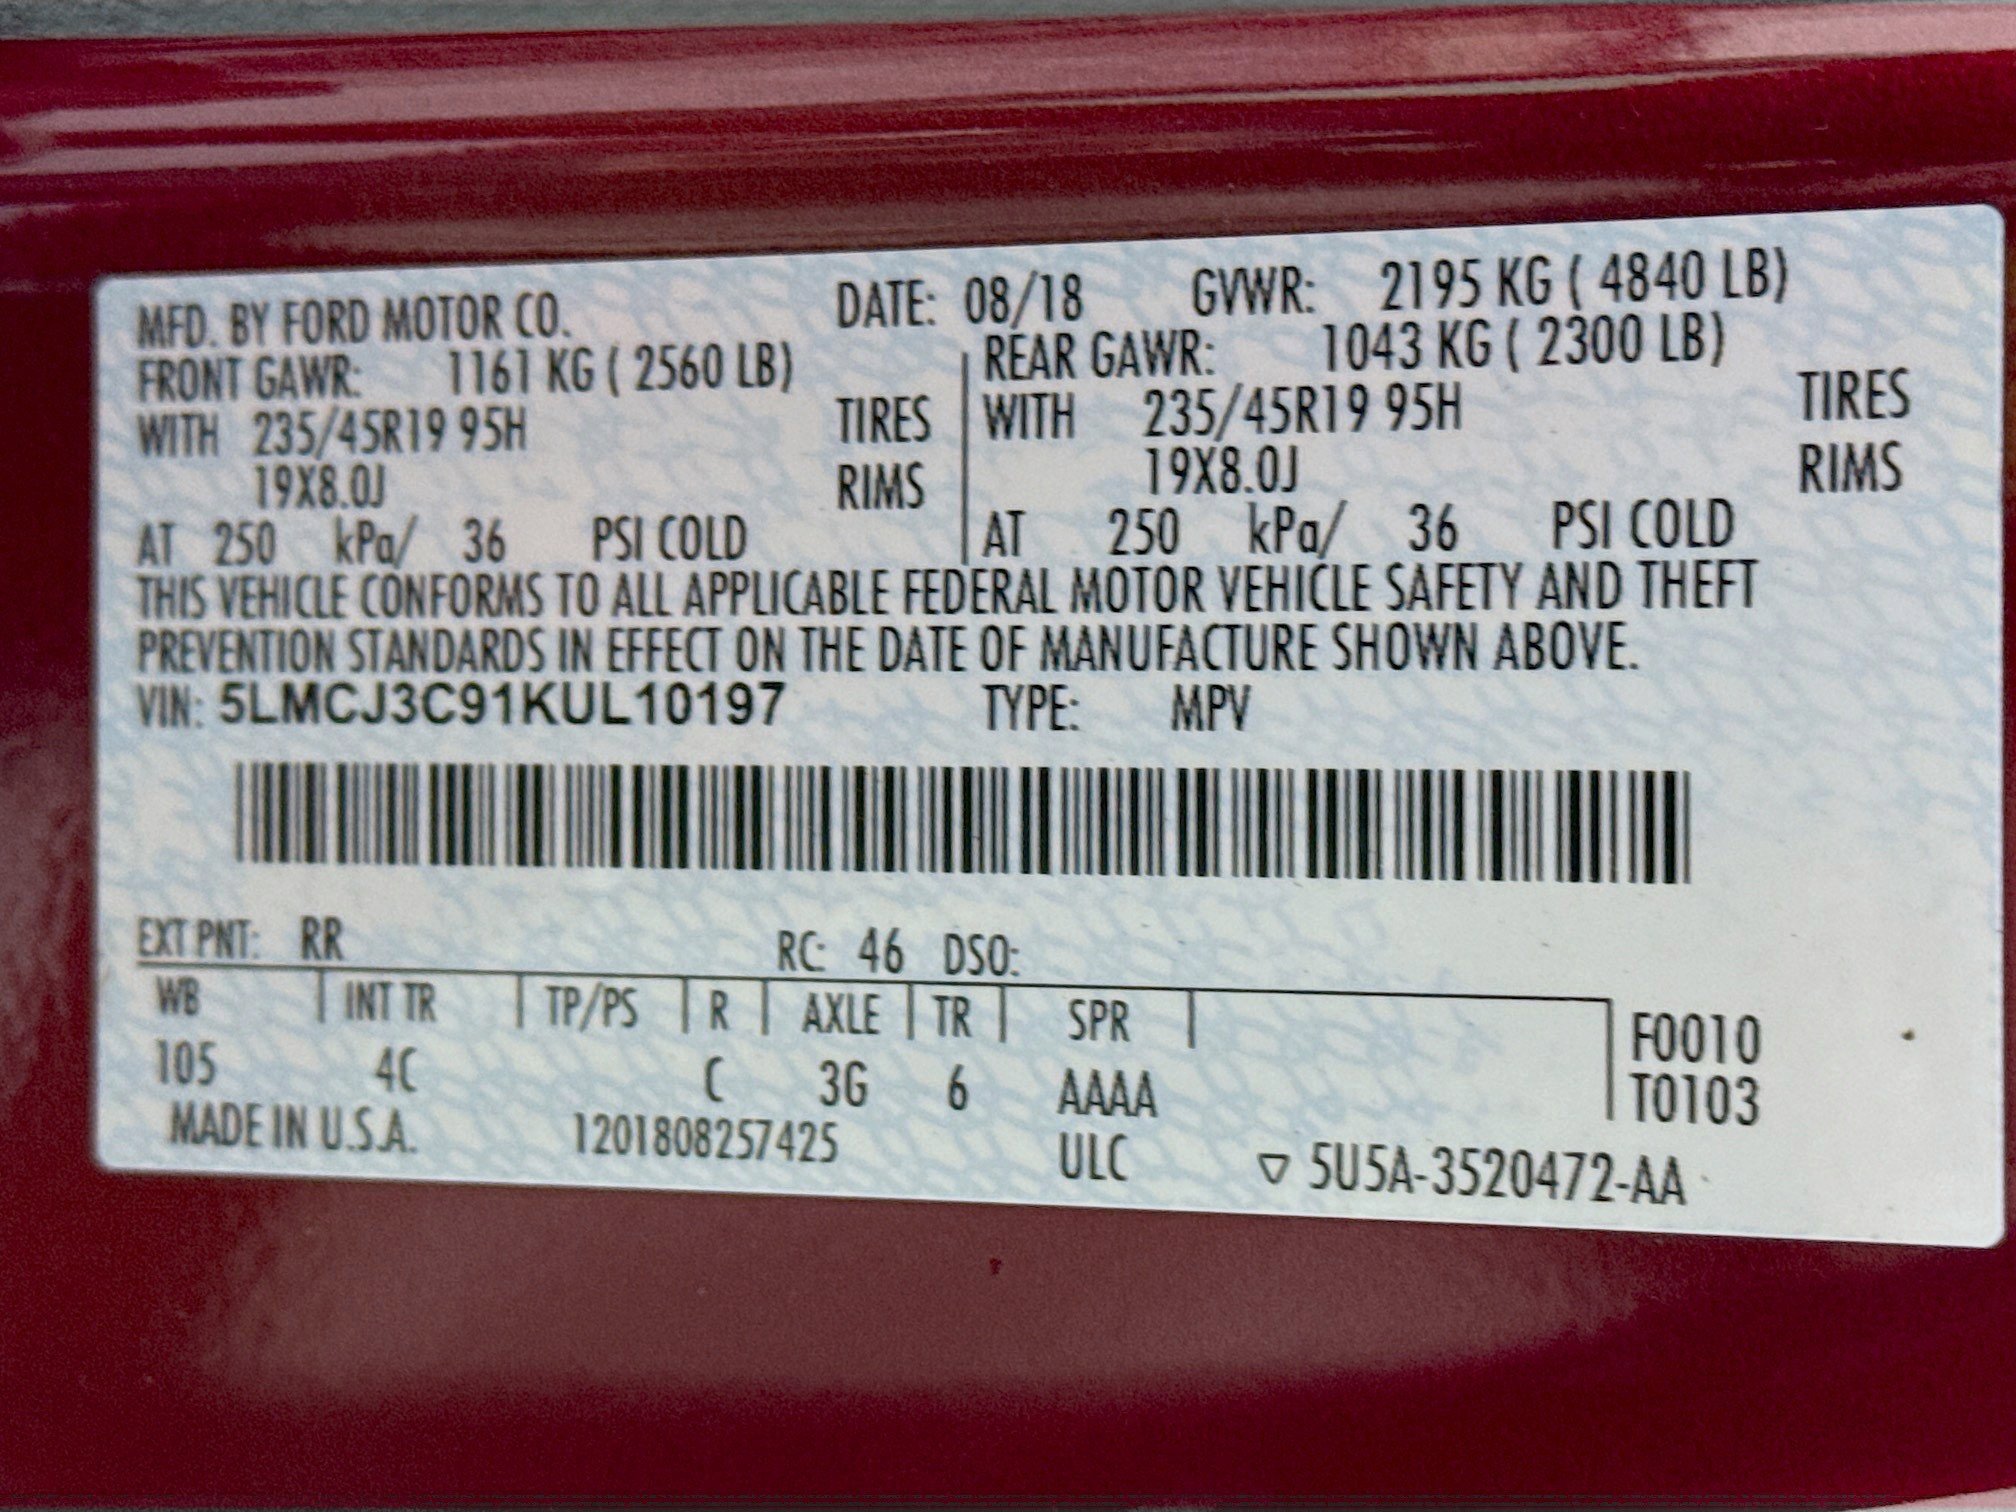 MFD. BY FORD MOTOR CO. DATE: 08/18 GVWR: 2195 KG ( 4840 LB)
FRONT GAWR: 1161 KG ( 2560 LB) REAR GAWR: 1043 KG ( 2300 LB)
WITH 235/45R19 95H TIRES WITH 235/45R19 95H TIRES
19X8.0J RIMS 19X8.0J RIMS
AT 250 kPa/ 36 PSI COLD AT 250 kPa/ 36 PSI COLD
THIS VEHICLE CONFORMS TO ALL APPLICABLE FEDERAL MOTOR VEHICLE SAFETY AND THEFT
PREVENTION STANDARDS IN EFFECT ON THE DATE OF MANUFACTURE SHOWN ABOVE.
VIN: 5LMCJ3C91KUL10197 TYPE: MPV
EXT PNT: RR RC: 46 DSO:
WB INT TR TP/PS R AXLE TR SPR F0010
105 4C C 3G 6 AAAA T0103
MADE IN U.S.A. 1201808257425 ULC ▽ 5U5A-3520472-AA